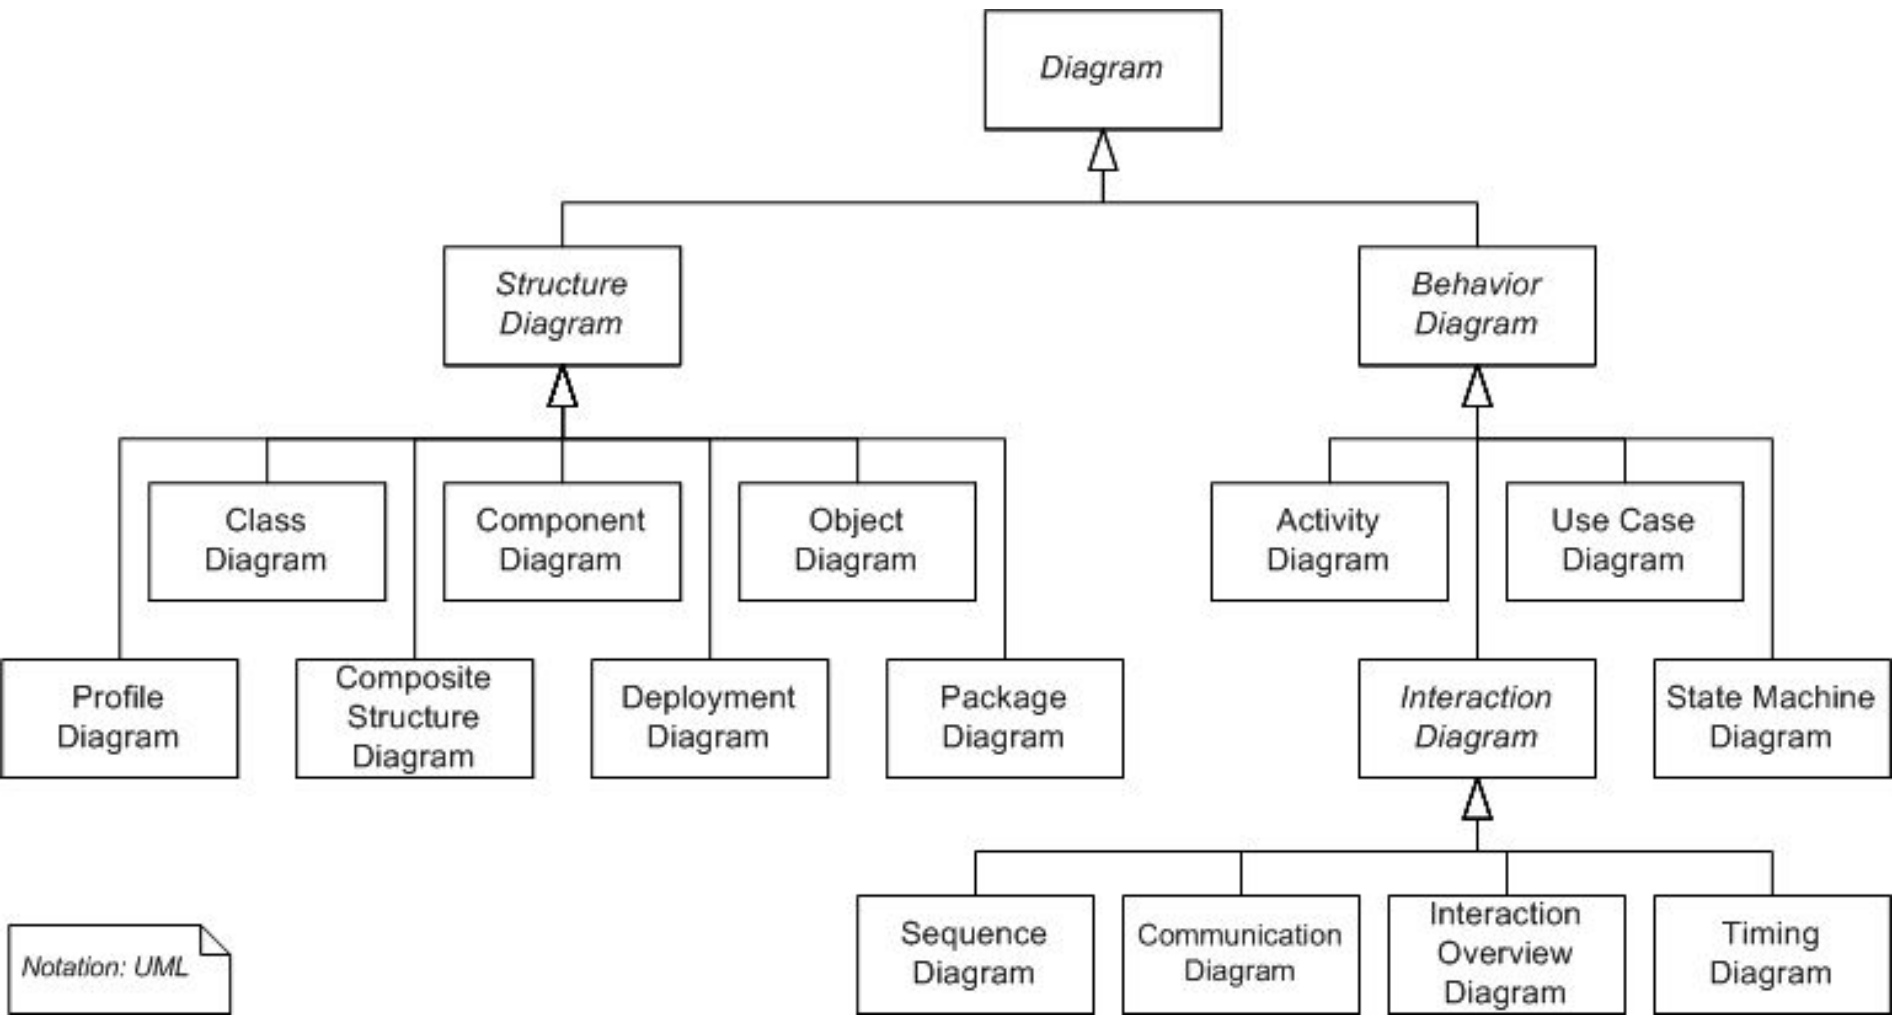 Diagram
Structure
Diagram
Behavior
Diagram
Class
Diagram
Component
Diagram
Object
Diagram
Activity
Diagram
Use Case
Diagram
Profile
Diagram
Composite
Structure
Diagram
Deployment
Diagram
Package
Diagram
Interaction
Diagram
State Machine
Diagram
Sequence
Diagram
Communication
Diagram
Interaction
Overview
Diagram
Timing
Diagram
Notation: UML